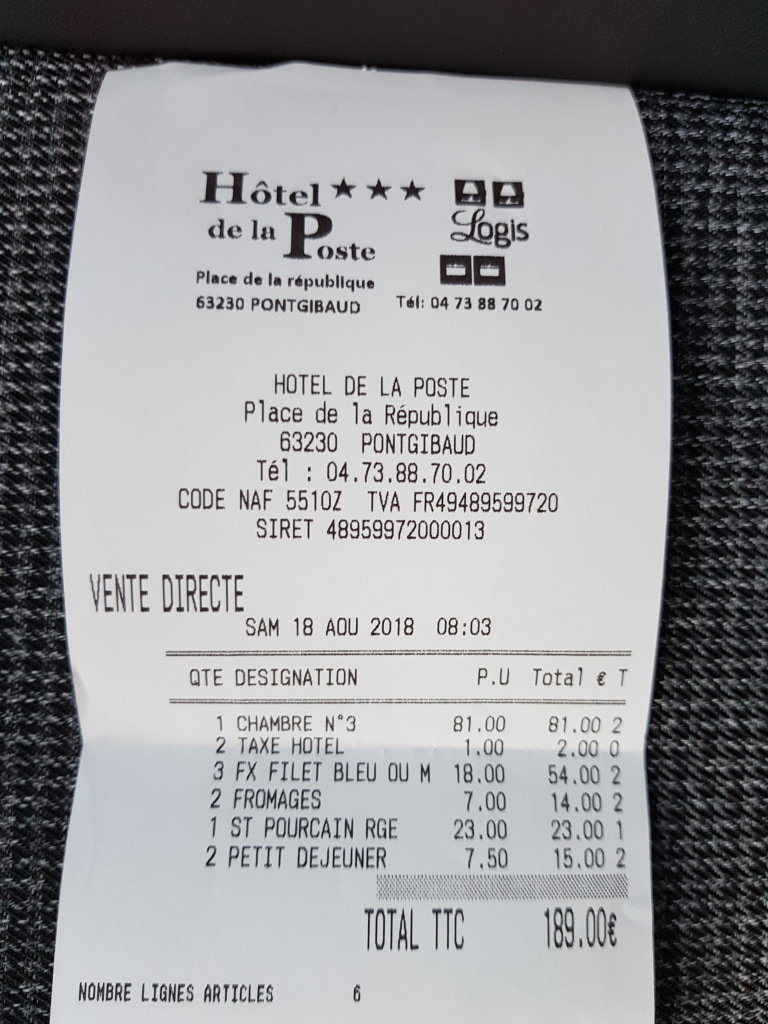 Hôtel ★★★
de la Poste
Logis
Place de la république
63230 PONTGIBAUD Tél: 04 73 88 70 02
HOTEL DE LA POSTE
Place de la République
63230 PONTGIBAUD
Tél : 04.73.88.70.02
CODE NAF 5510Z TVA FR49489599720
SIRET 48959972000013
VENTE DIRECTE
SAM 18 AOU 2018 08:03
QTE DESIGNATION P.U Total € T
1 CHAMBRE N°3 81.00 81.00 2
2 TAXE HOTEL 1.00 2.00 0
3 FX FILET BLEU OU M 18.00 54.00 2
2 FROMAGES 7.00 14.00 2
1 ST POURCAIN RGE 23.00 23.00 1
2 PETIT DEJEUNER 7.50 15.00 2
TOTAL TTC 189.00€
NOMBRE LIGNES ARTICLES 6